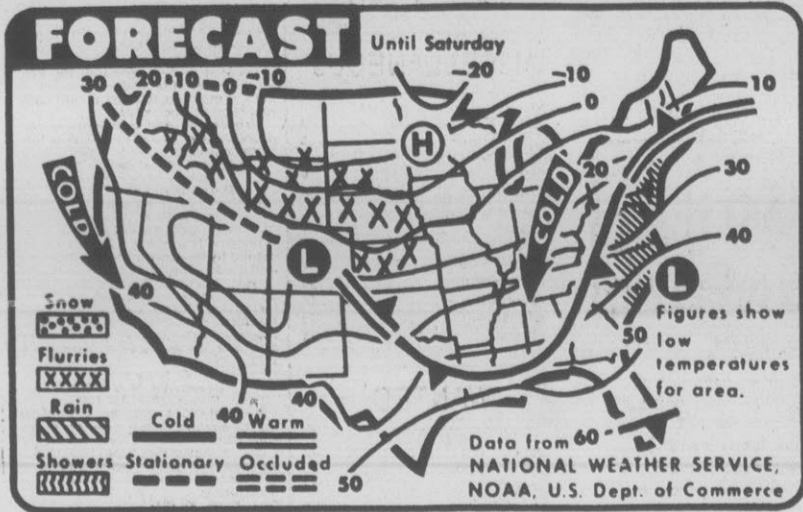 FORECAST
Until Saturday
30 20 -10 0 -10
-20
-10
0
10
20
30
40
50
COLD
COLD
H
L
L
40
40
40
50
60
Figures show
low
temperatures
for area.
Snow
Flurries
XXXX
Rain
Showers
Cold Warm
Stationary Occluded
Data from
NATIONAL WEATHER SERVICE,
NOAA, U.S. Dept. of Commerce